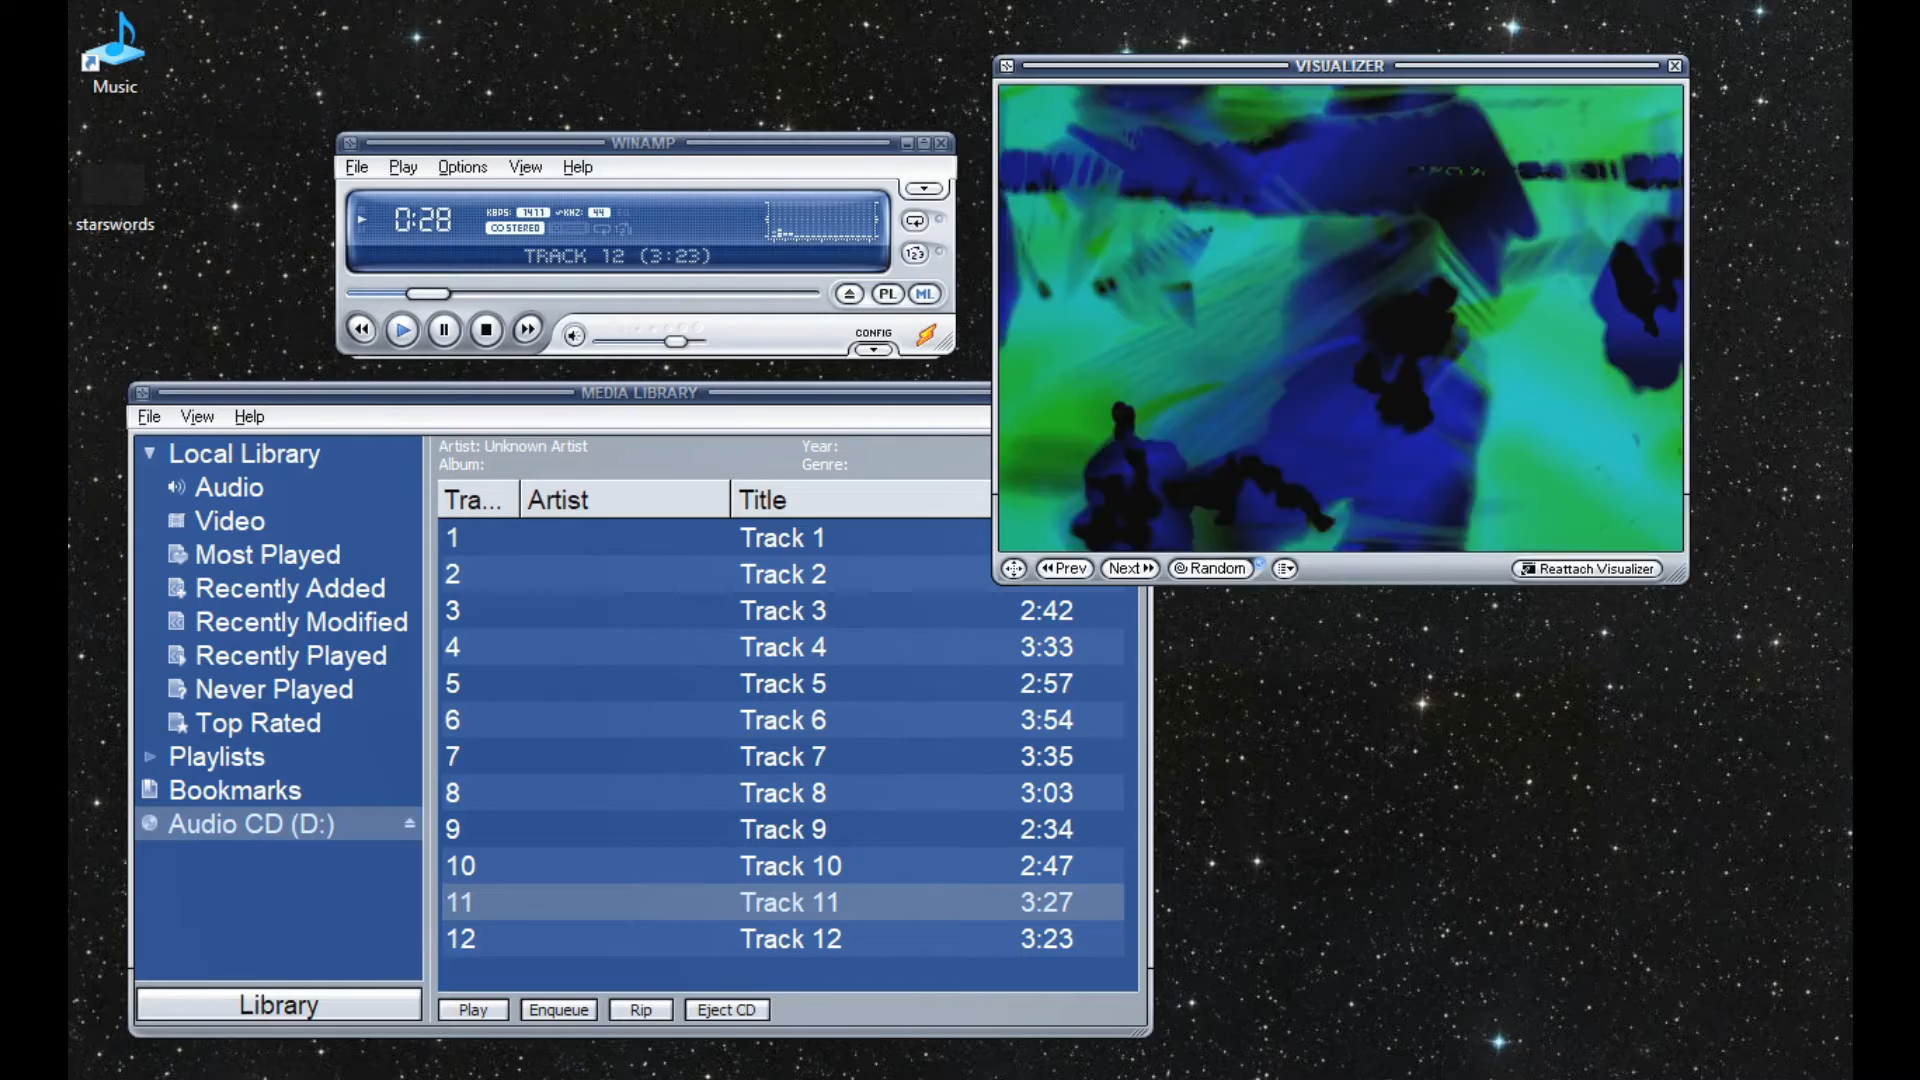 Music
starswords
WINAMP
File Play Options View Help
0:28
KBPS: 1411 KHZ: 44
STEREO
TRACK 12 (3:23)
123
PL ML
CONFIG
VISUALIZER
Prev Next Random Reattach Visualizer
MEDIA LIBRARY
File View Help
Local Library
Audio
Video
Most Played
Recently Added
Recently Modified
Recently Played
Never Played
Top Rated
Playlists
Bookmarks
Audio CD (D:)
Library
Artist: Unknown Artist Year:
Album: Genre:
Tra... Artist Title
1 Track 1
2 Track 2
3 Track 3 2:42
4 Track 4 3:33
5 Track 5 2:57
6 Track 6 3:54
7 Track 7 3:35
8 Track 8 3:03
9 Track 9 2:34
10 Track 10 2:47
11 Track 11 3:27
12 Track 12 3:23
Play Enqueue Rip Eject CD